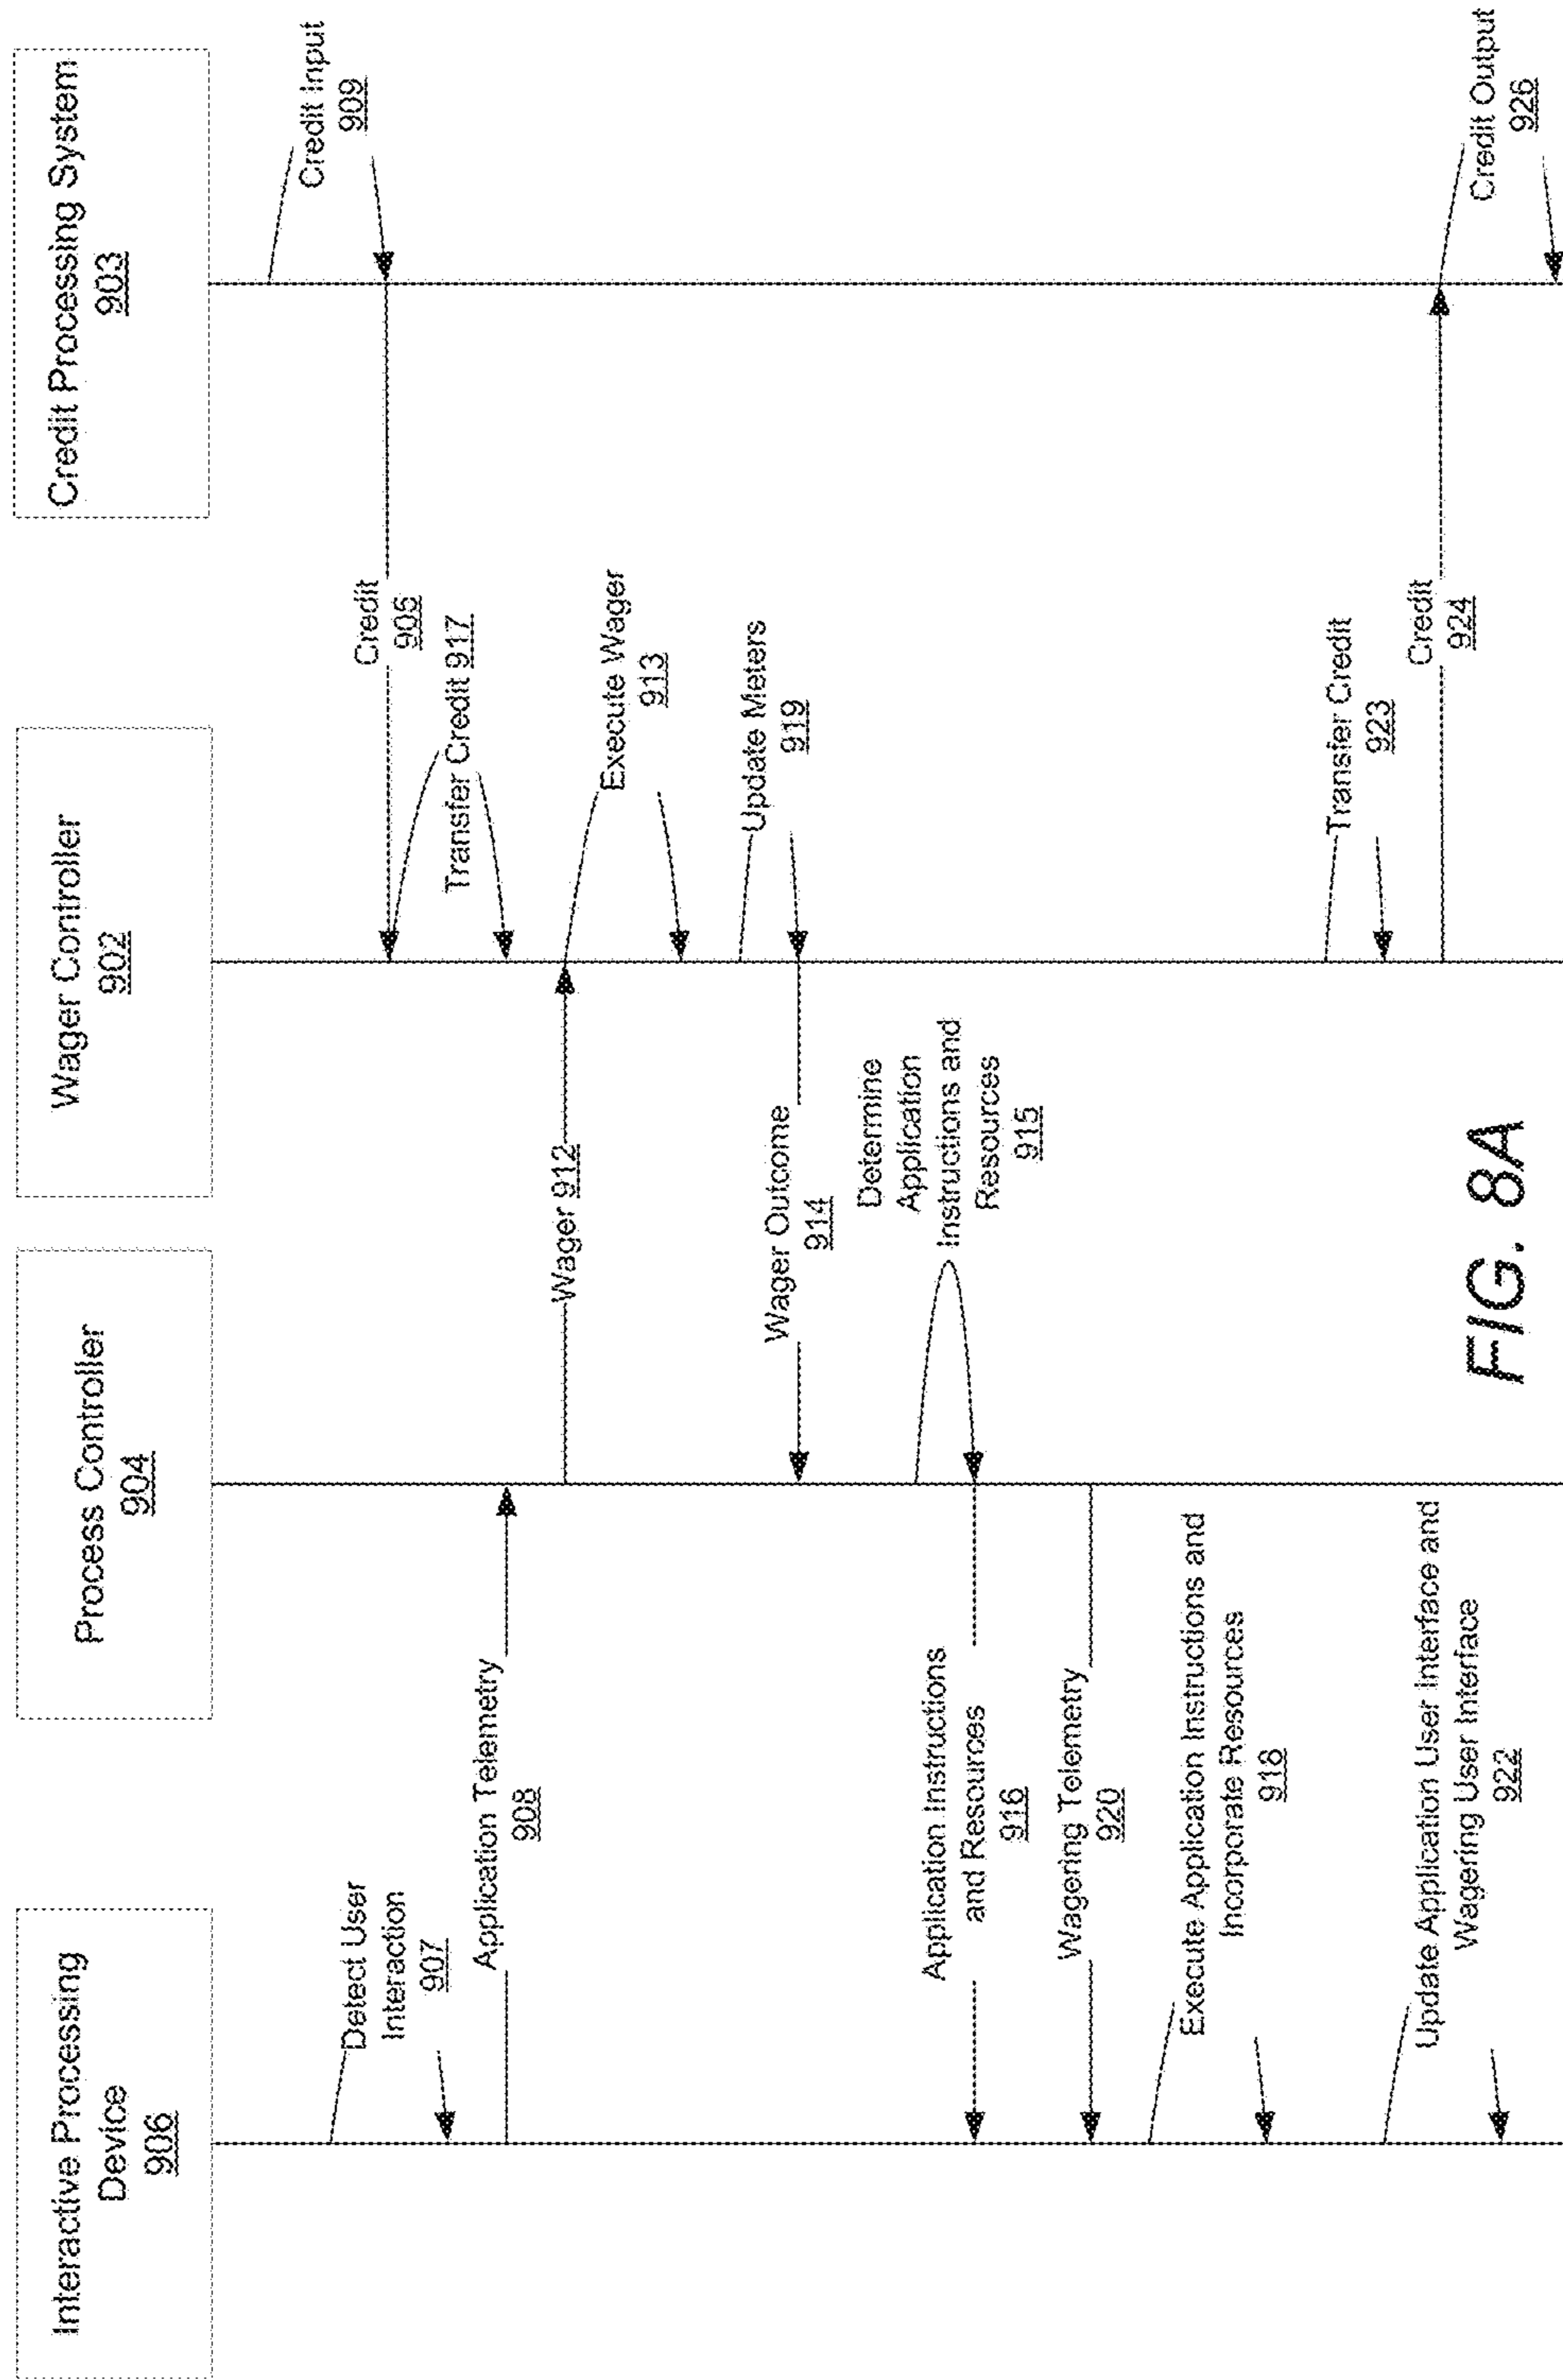 Interactive Processing
Device
906
Process Controller
904
Wager Controller
902
Credit Processing System
903
Credit Input
909
Detect User
Interaction
907
Credit
905
Transfer Credit 917
Application Telemetry
908
Wager 912
Execute Wager
913
Update Meters
919
Wager Outcome
914
Determine
Application
Instructions and
Resources
915
Application Instructions
and Resources
916
Wagering Telemetry
920
Execute Application Instructions and
Incorporate Resources
918
Transfer Credit
923
Update Application User Interface and
Wagering User Interface
922
Credit
924
Credit Output
926
FIG. 8A